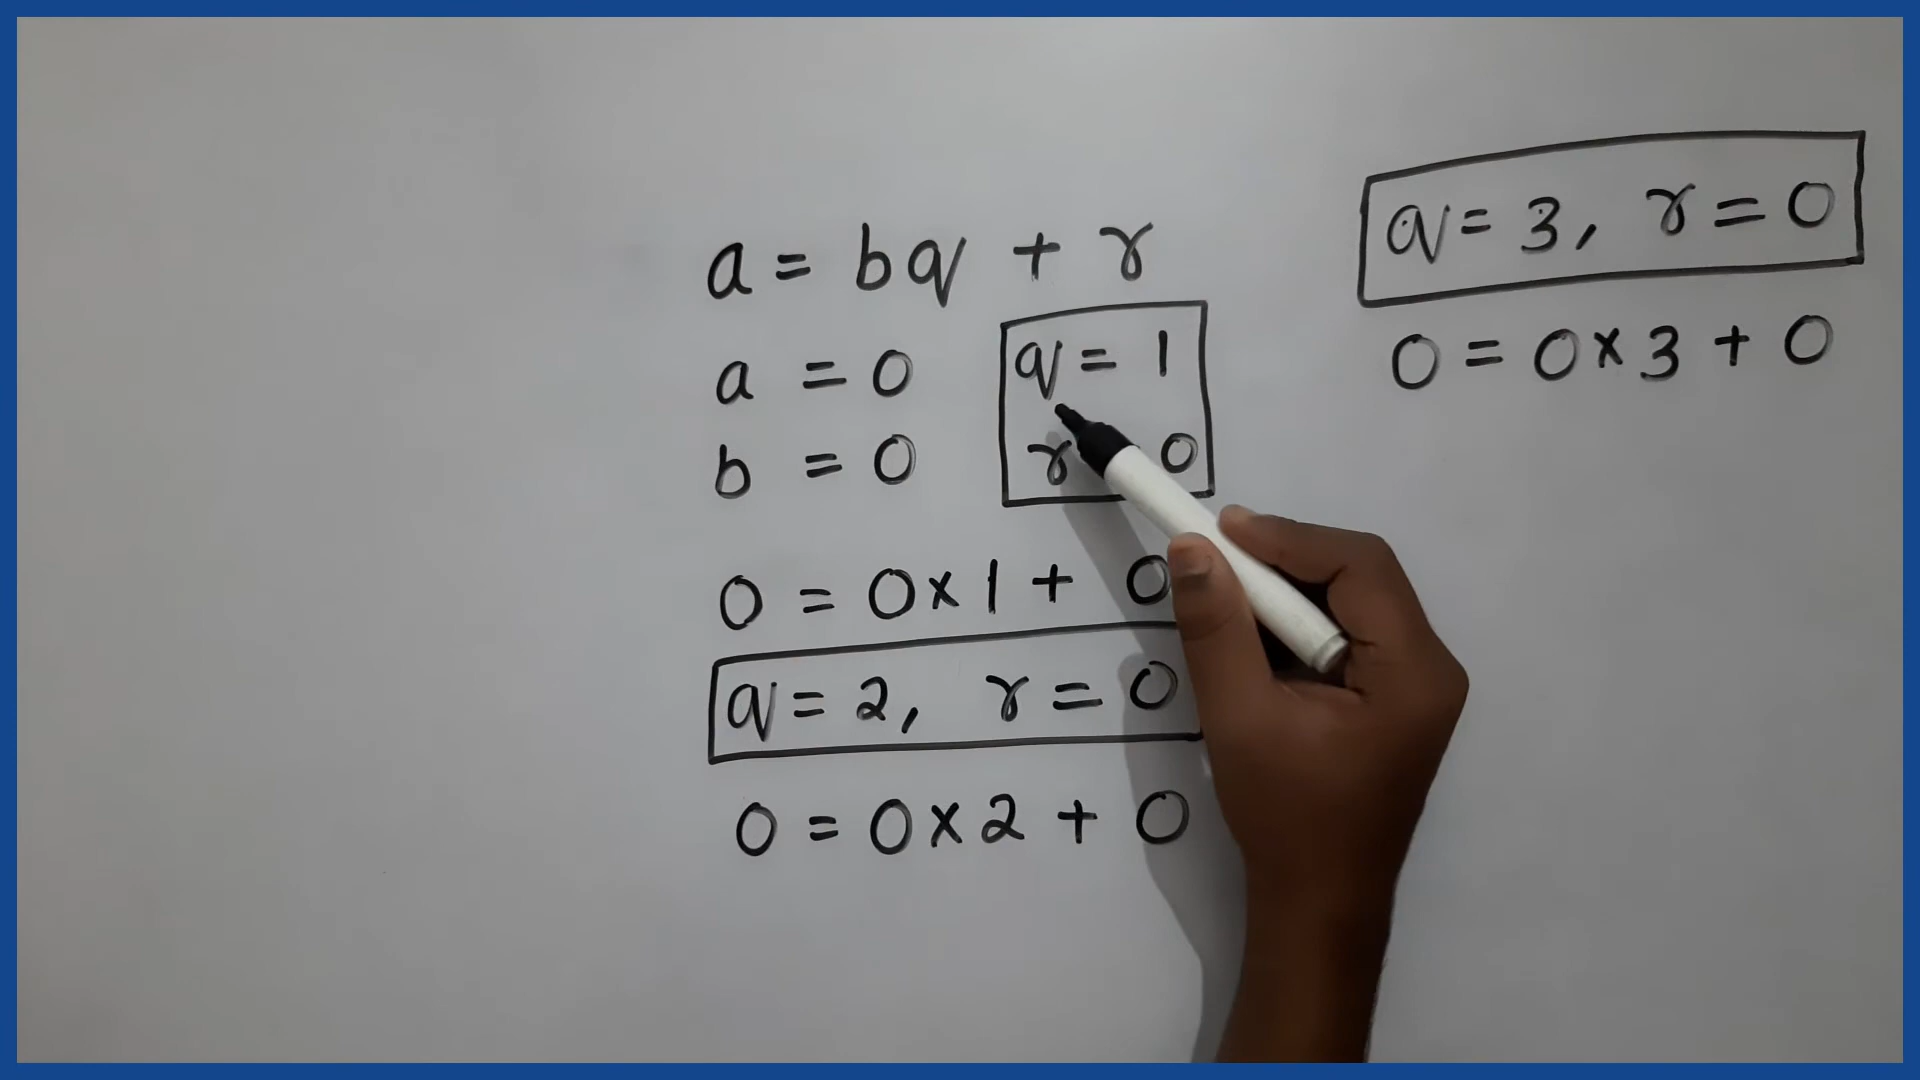 a = bq + r
a = 0
b = 0
q = 1
r 0
0 = 0×1 + 0
q = 2, r = 0
0 = 0×2 + 0
q = 3, r = 0
0 = 0×3 + 0